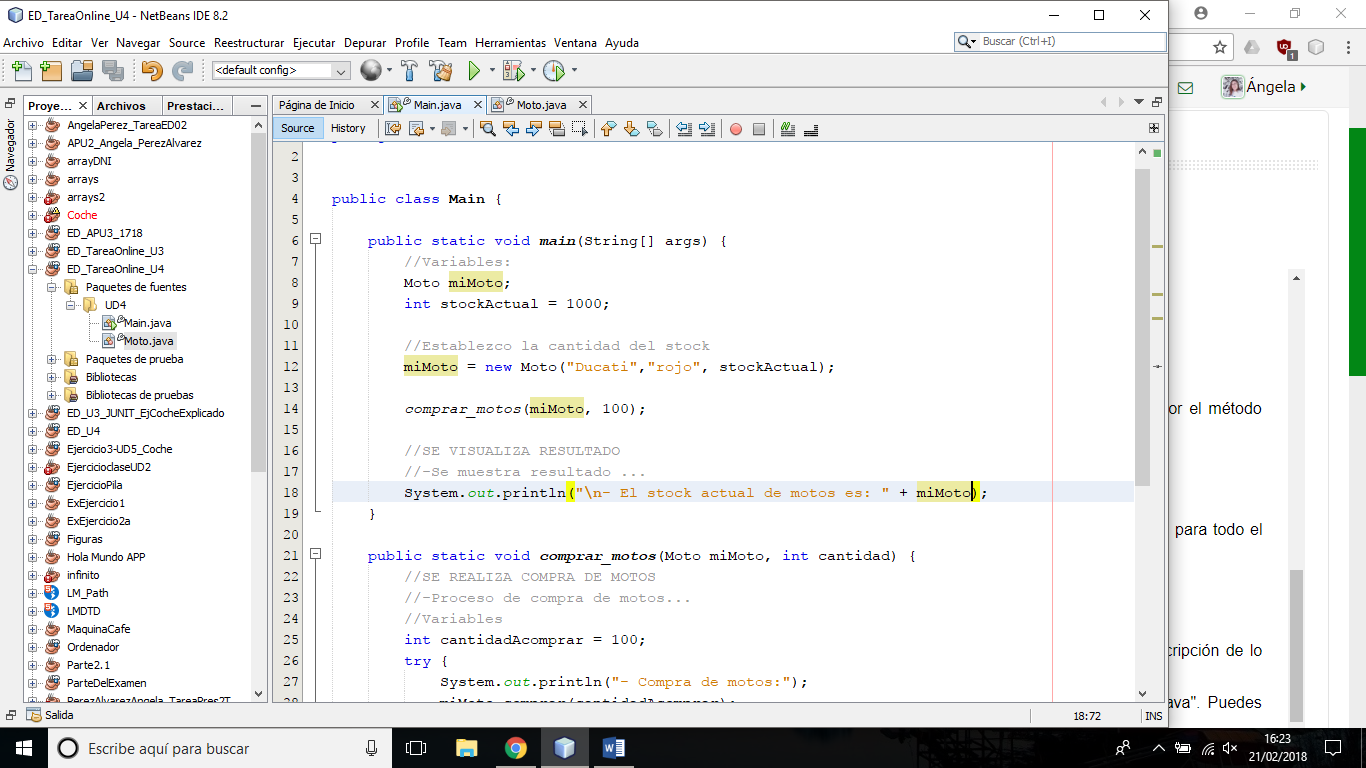 ED_TareaOnline_U4 - NetBeans IDE 8.2
Archivo Editar Ver Navegar Source Reestructurar Ejecutar Depurar Profile Team Herramientas Ventana Ayuda
Buscar (Ctrl+I)
<default config>
1
Ángela
Proye... Archivos Prestaci...
Página de Inicio Main.java Moto.java
Source History
Navegador
AngelaPerez_TareaED02
APU2_Angela_PerezAlvarez
arrayDNI
arrays
arrays2
Coche
ED_APU3_1718
ED_TareaOnline_U3
ED_TareaOnline_U4
Paquetes de fuentes
UD4
Main.java
Moto.java
Paquetes de prueba
Bibliotecas
Bibliotecas de pruebas
ED_U3_JUNIT_EjCocheExplicado
ED_U4
Ejercicio3-UD5_Coche
EjercicioclaseUD2
EjercicioPila
ExEjercicio1
ExEjercicio2a
Figuras
Hola Mundo APP
infinito
LM_Path
LMDTD
MaquinaCafe
Ordenador
Parte2.1
ParteDelExamen
PerezAlvarezAngela_TareaPres2T
2
3
4 public class Main {
5
6 public static void main(String[] args) {
7 //Variables:
8 Moto miMoto;
9 int stockActual = 1000;
10
11 //Establezco la cantidad del stock
12 miMoto = new Moto("Ducati","rojo", stockActual);
13
14 comprar_motos(miMoto, 100);
15
16 //SE VISUALIZA RESULTADO
17 //-Se muestra resultado ...
18 System.out.println("\n- El stock actual de motos es: " + miMoto);
19 }
20
21 public static void comprar_motos(Moto miMoto, int cantidad) {
22 //SE REALIZA COMPRA DE MOTOS
23 //-Proceso de compra de motos...
24 //Variables
25 int cantidadAcomprar = 100;
26 try {
27 System.out.println("- Compra de motos:");
28 miMoto.comprar(cantidadAcomprar);
or el método
para todo el
ripción de lo
ava". Puedes
Salida
18:72 INS
Escribe aquí para buscar
16:23
21/02/2018